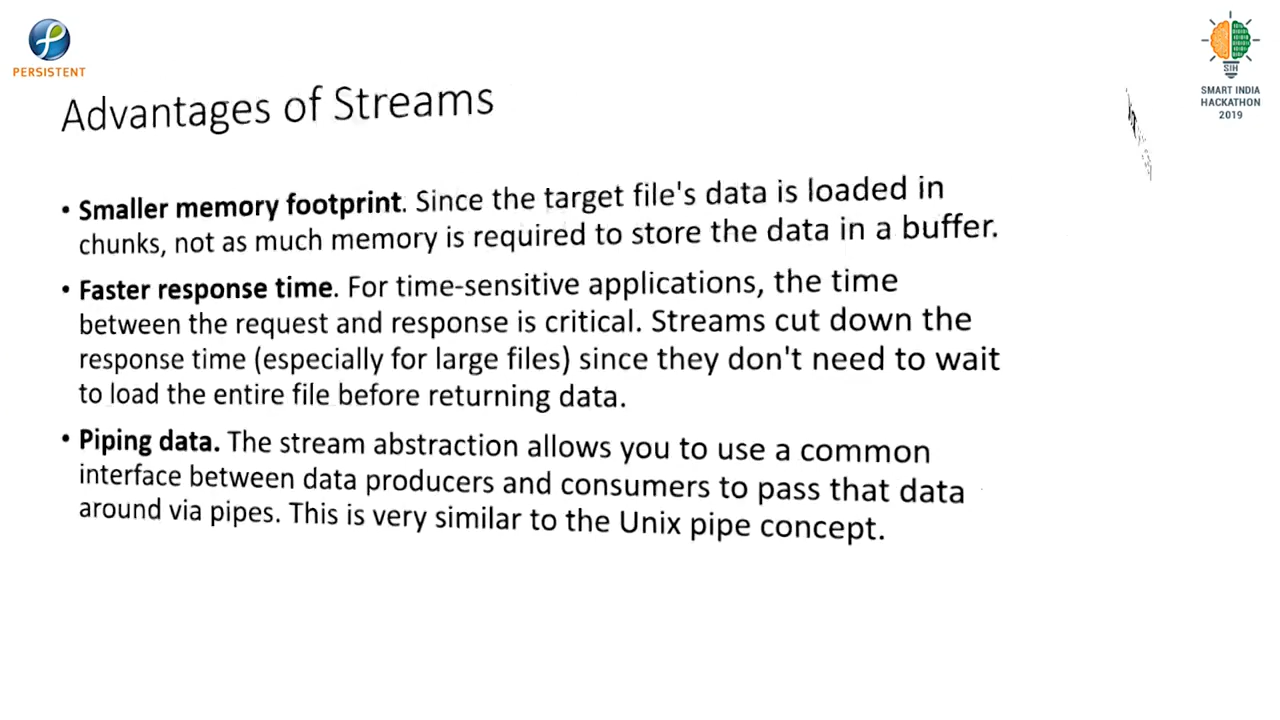 PERSISTENT
SIH
SMART INDIA
HACKATHON
2019
Advantages of Streams
• Smaller memory footprint. Since the target file's data is loaded in
chunks, not as much memory is required to store the data in a buffer.
• Faster response time. For time-sensitive applications, the time
between the request and response is critical. Streams cut down the
response time (especially for large files) since they don't need to wait
to load the entire file before returning data.
• Piping data. The stream abstraction allows you to use a common
interface between data producers and consumers to pass that data
around via pipes. This is very similar to the Unix pipe concept.